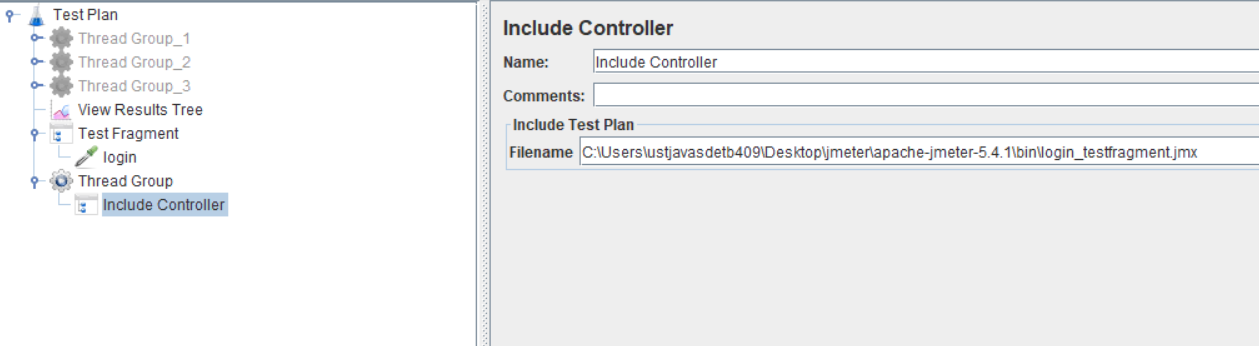 Test Plan
Thread Group_1
Thread Group_2
Thread Group_3
View Results Tree
Test Fragment
login
Thread Group
Include Controller
Include Controller
Name: Include Controller
Comments:
Include Test Plan
Filename C:\Users\ustjavasdetb409\Desktop\jmeter\apache-jmeter-5.4.1\bin\login_testfragment.jmx